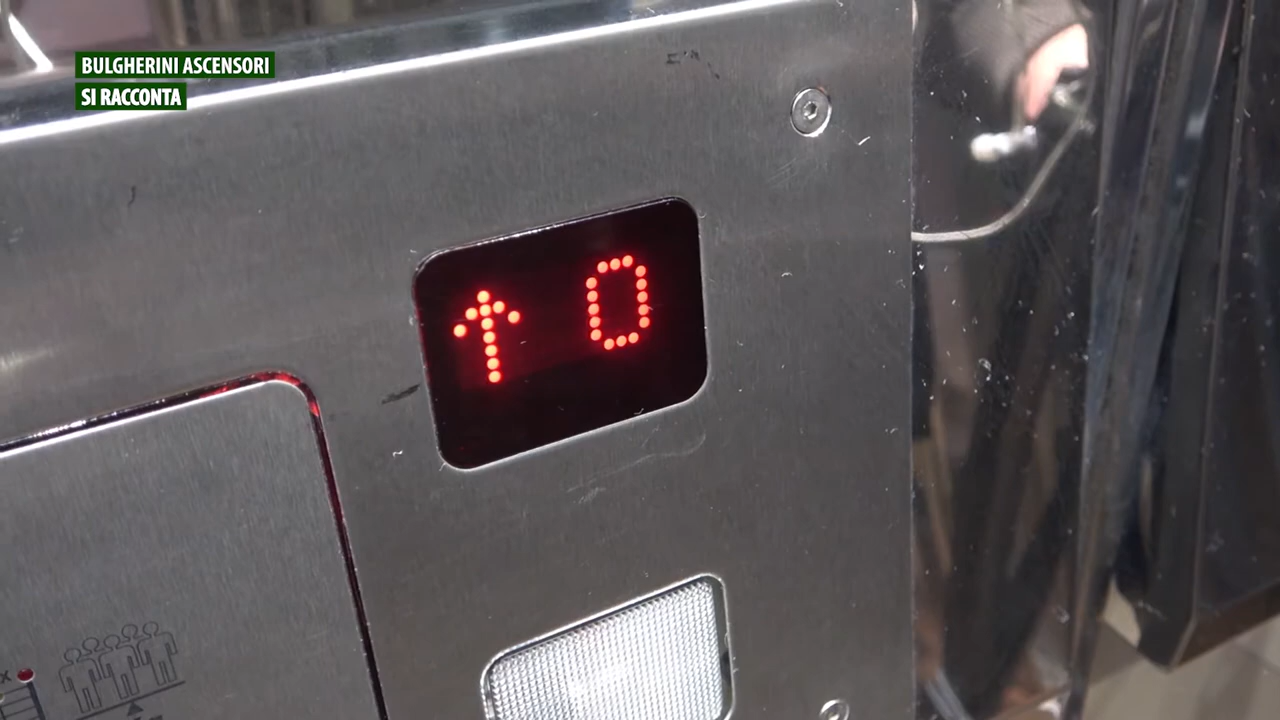 BULGHERINI ASCENSORI
SI RACCONTA
↑ 0